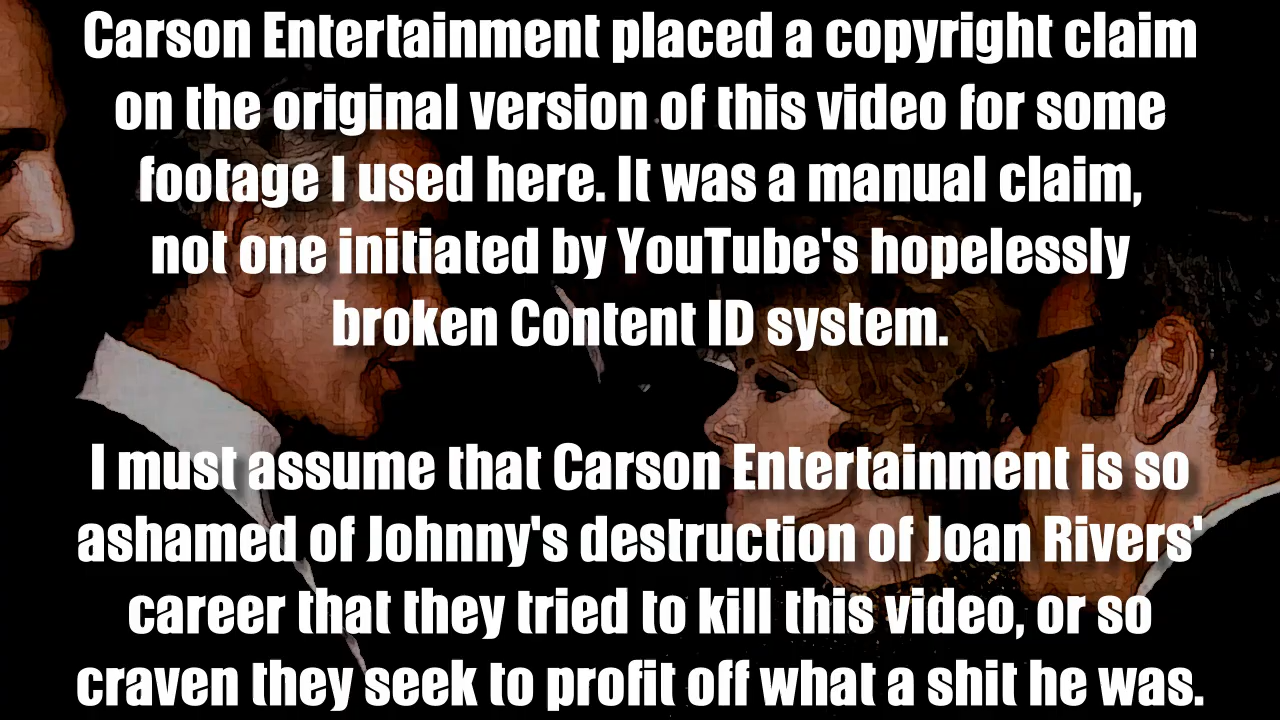 Carson Entertainment placed a copyright claim
on the original version of this video for some
footage I used here. It was a manual claim,
not one initiated by YouTube's hopelessly
broken Content ID system.
I must assume that Carson Entertainment is so
ashamed of Johnny's destruction of Joan Rivers'
career that they tried to kill this video, or so
craven they seek to profit off what a shit he was.